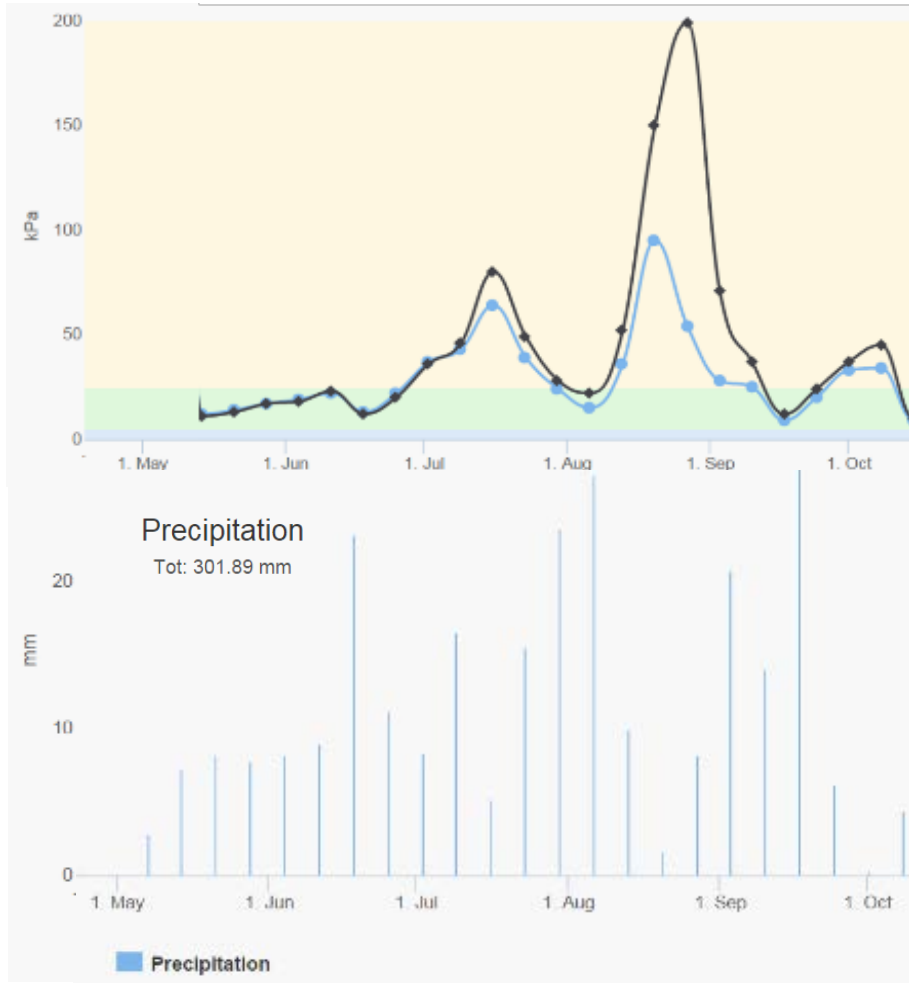 200
150
100
50
0
kPa
1. May 1. Jun 1. Jul 1. Aug 1. Sep 1. Oct
Precipitation
Tot: 301.89 mm
20
10
0
mm
1. May 1. Jun 1. Jul 1. Aug 1. Sep 1. Oct
Precipitation